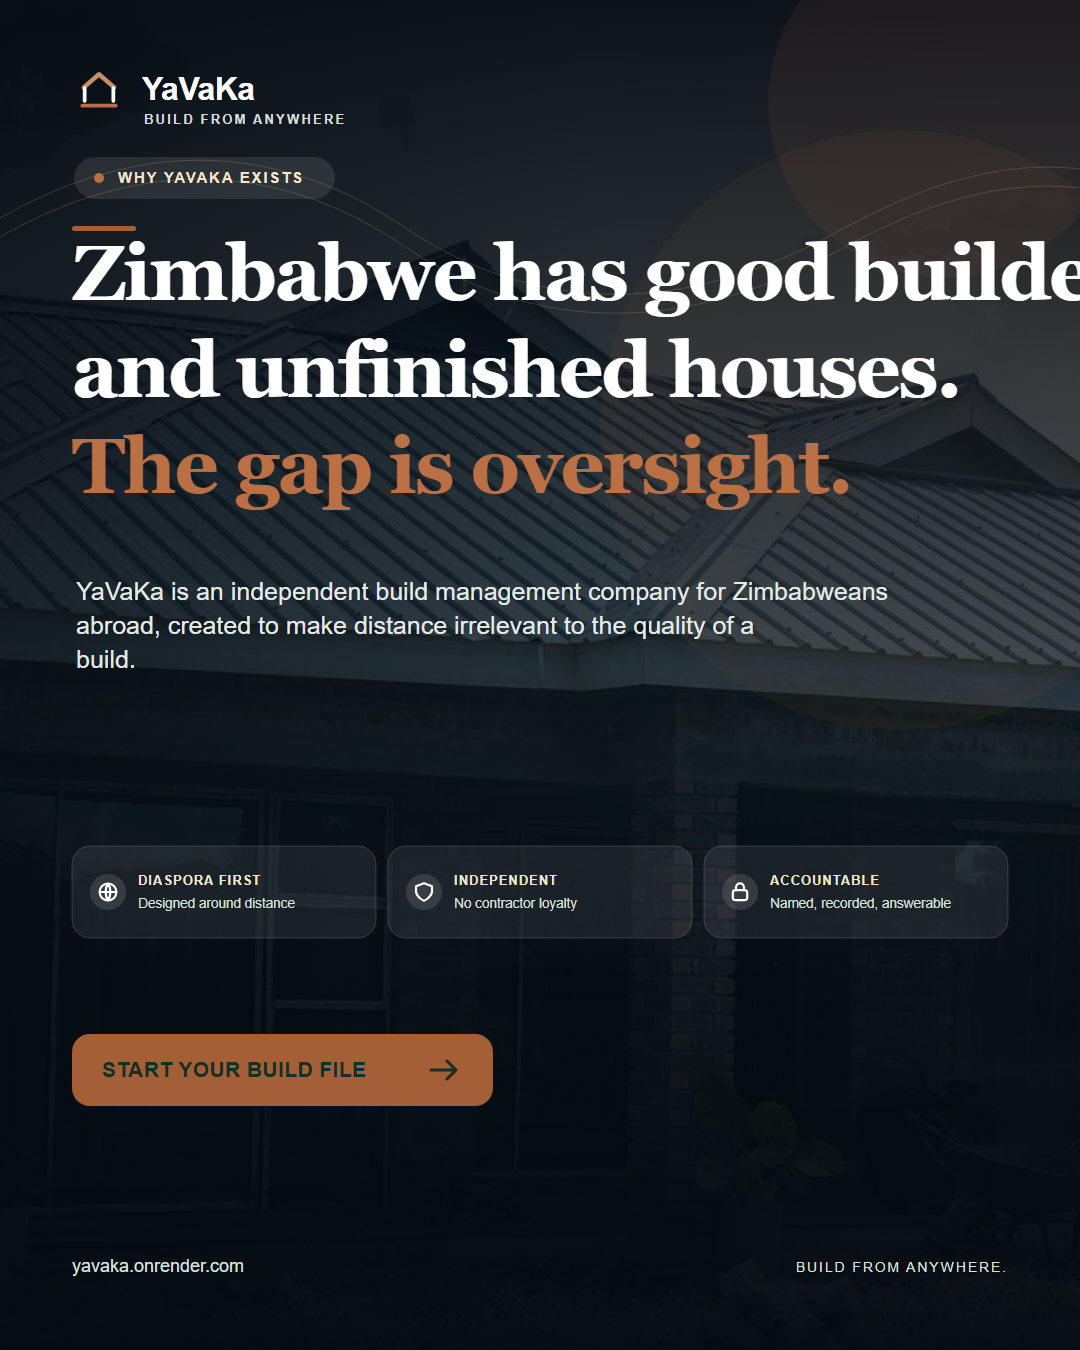 YaVaKa
BUILD FROM ANYWHERE
WHY YAVAKA EXISTS
Zimbabwe has good builde
and unfinished houses.
The gap is oversight.
YaVaKa is an independent build management company for Zimbabweans
abroad, created to make distance irrelevant to the quality of a
build.
DIASPORA FIRST
Designed around distance
INDEPENDENT
No contractor loyalty
ACCOUNTABLE
Named, recorded, answerable
START YOUR BUILD FILE
yavaka.onrender.com
BUILD FROM ANYWHERE.